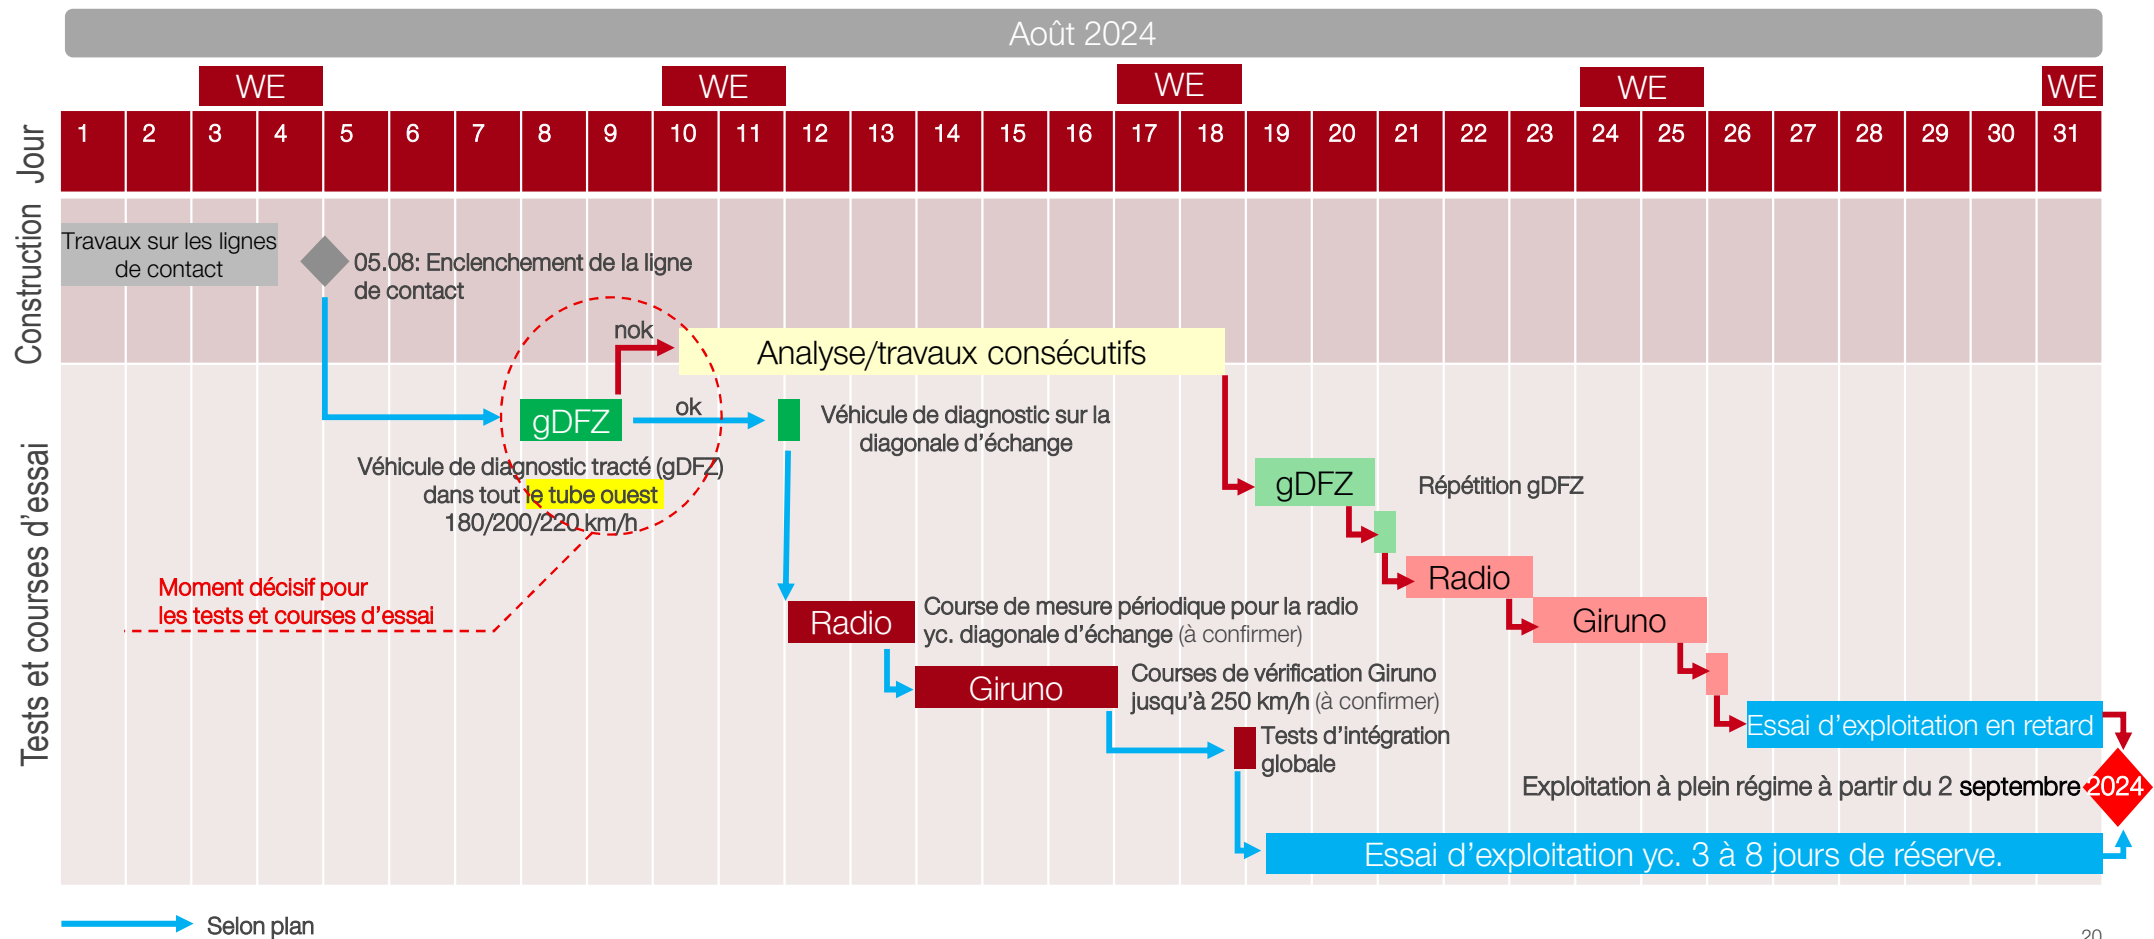 Août 2024
WE
WE
WE
WE
WE
Jour
1 2 3 4 5 6 7 8 9 10 11 12 13 14 15 16 17 18 19 20 21 22 23 24 25 26 27 28 29 30 31
Construction
Travaux sur les lignes
de contact
05.08: Enclenchement de la ligne
de contact
nok
Analyse/travaux consécutifs
Tests et courses d'essai
gDFZ
ok
Véhicule de diagnostic sur la
diagonale d'échange
Véhicule de diagnostic tracté (gDFZ)
dans tout le tube ouest
180/200/220 km/h
gDFZ
Répétition gDFZ
Moment décisif pour
les tests et courses d'essai
Radio
Giruno
Radio
Course de mesure périodique pour la radio
yc. diagonale d'échange (à confirmer)
Giruno
Courses de vérification Giruno
jusqu'à 250 km/h (à confirmer)
Tests d'intégration
globale
Essai d'exploitation en retard
Exploitation à plein régime à partir du 2 septembre 2024
Essai d'exploitation yc. 3 à 8 jours de réserve.
Selon plan
20